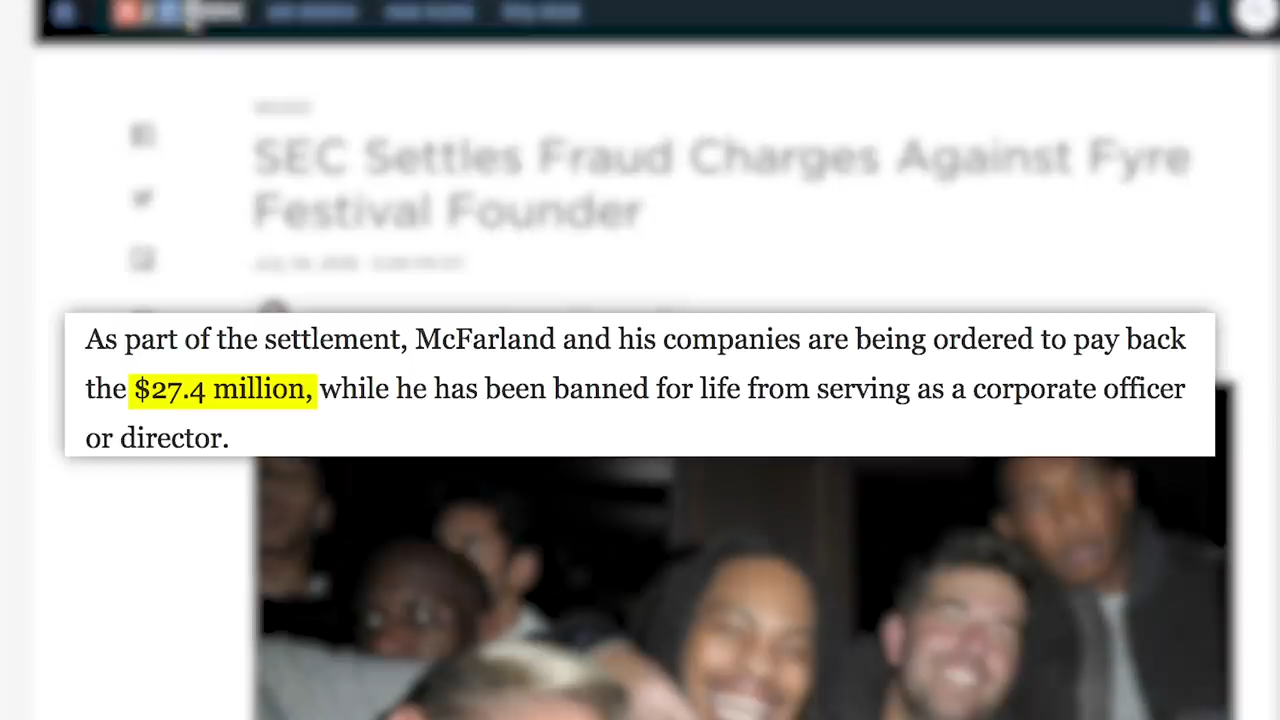 SEC Settles Fraud Charges Against Fyre
Festival Founder
As part of the settlement, McFarland and his companies are being ordered to pay back
the $27.4 million, while he has been banned for life from serving as a corporate officer
or director.